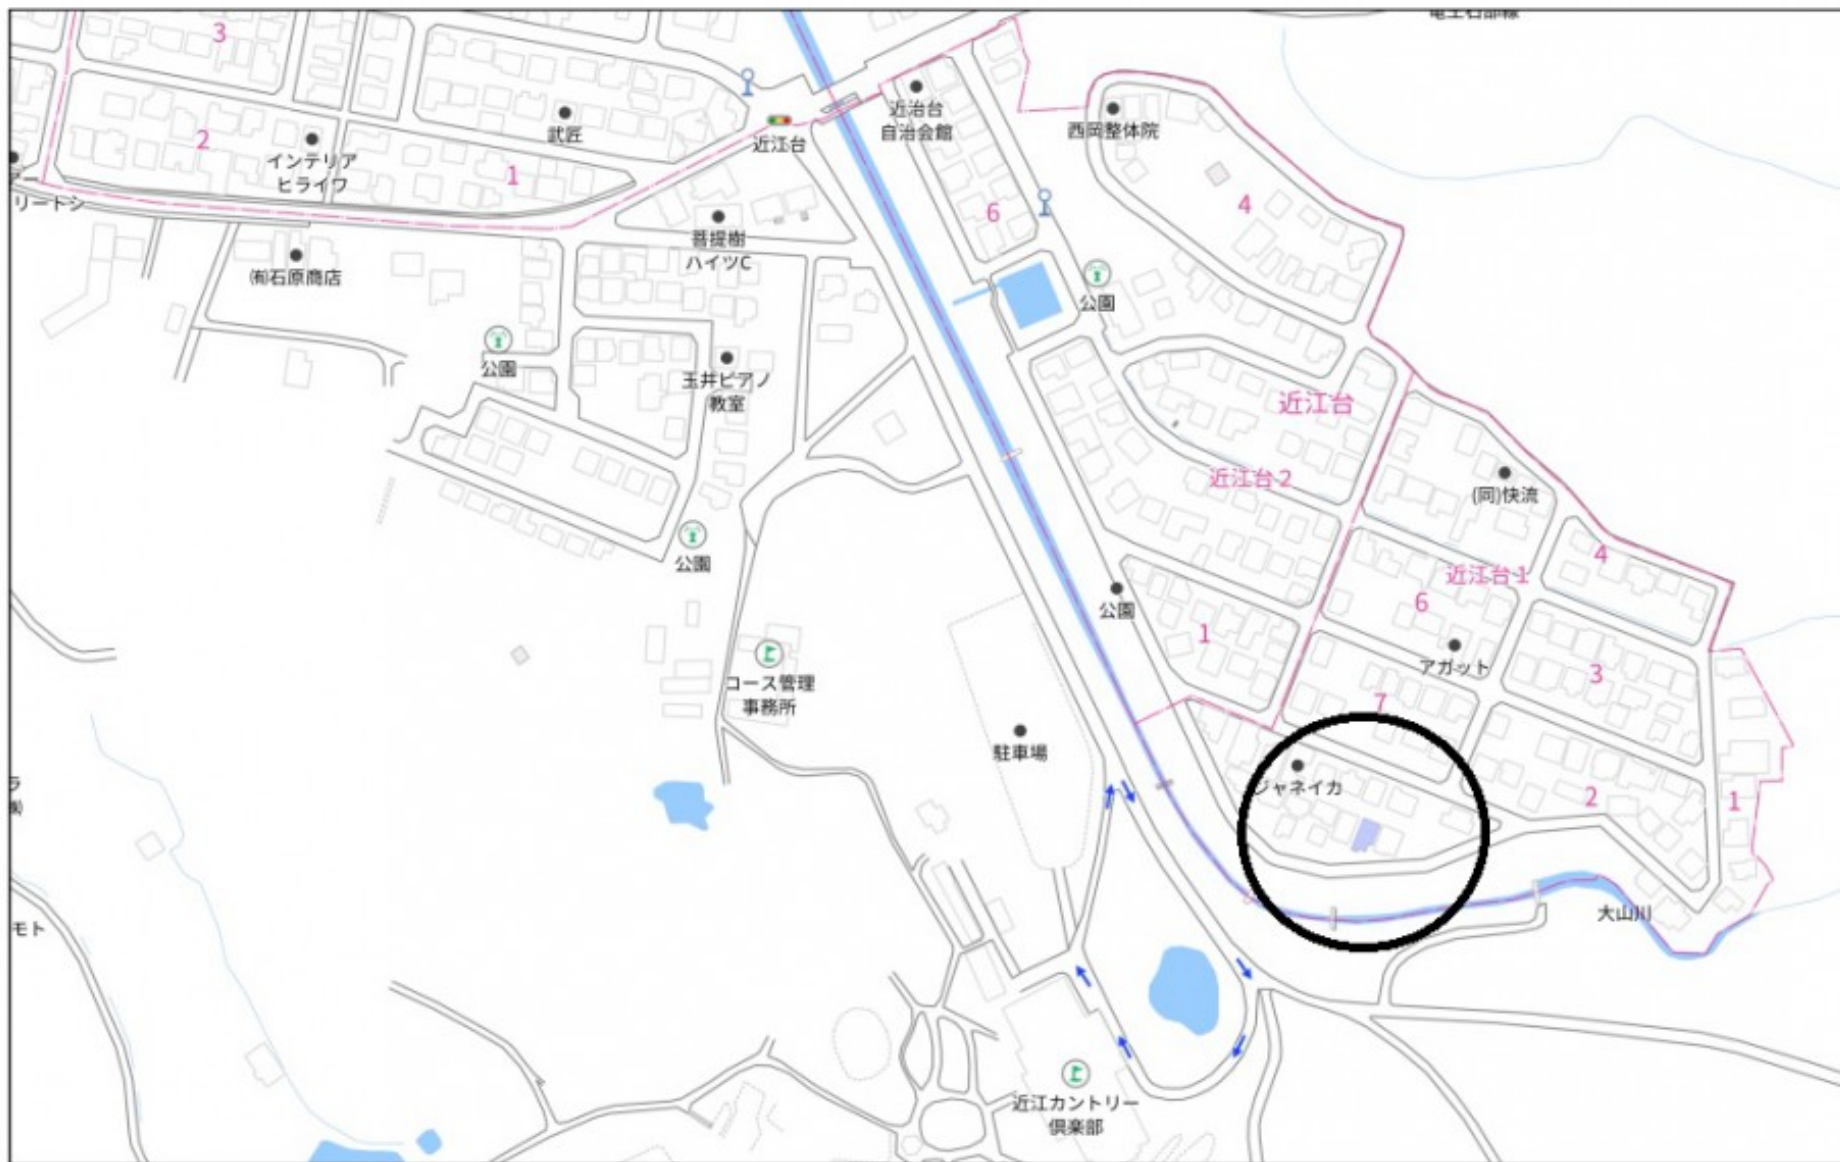 竜王石部線
3
近治台
自治会館
西岡整体院
武匠
近江台
2
インテリア
ヒライワ
1
リートシ
6
4
菩提樹
ハイツC
㈲石原商店
公園
公園
玉井ピアノ
教室
近江台
近江台2
(同)快流
公園
4
近江台1
公園
6
1
アガット
3
コース管理
事務所
7
駐車場
ジャネイカ
ラ
2
1
モト
大山川
近江カントリー
倶楽部